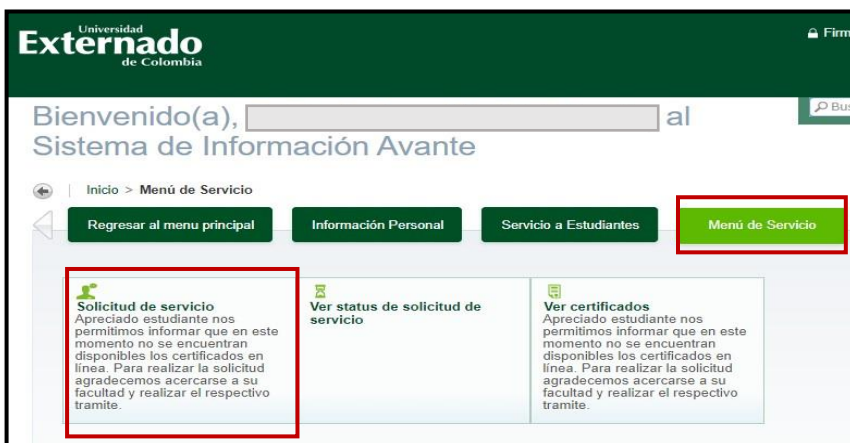 Universidad
Externado
de Colombia
Firm
Bienvenido(a), al
Bus
Sistema de Información Avante
Inicio > Menú de Servicio
Regresar al menu principal
Información Personal
Servicio a Estudiantes
Menú de Servicio
Solicitud de servicio
Apreciado estudiante nos
permitimos informar que en este
momento no se encuentran
disponibles los certificados en
línea. Para realizar la solicitud
agradecemos acercarse a su
facultad y realizar el respectivo
tramite.
Ver status de solicitud de
servicio
Ver certificados
Apreciado estudiante nos
permitimos informar que en este
momento no se encuentran
disponibles los certificados en
línea. Para realizar la solicitud
agradecemos acercarse a su
facultad y realizar el respectivo
tramite.